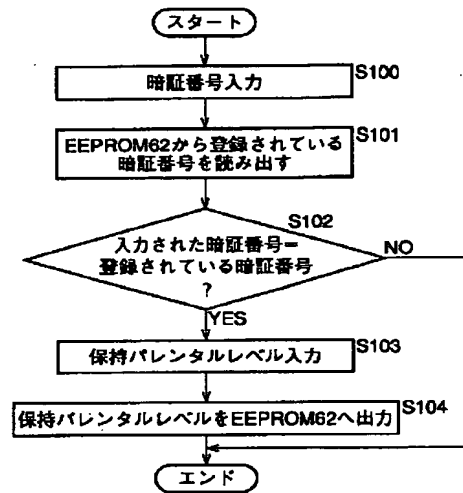 スタート
暗証番号入力
S100
EEPROM62から登録されている
暗証番号を読み出す
S101
S102
入力された暗証番号=
登録されている暗証番号
?
NO
YES
保持パレンタルレベル入力
S103
保持パレンタルレベルをEEPROM62へ出力
S104
エンド